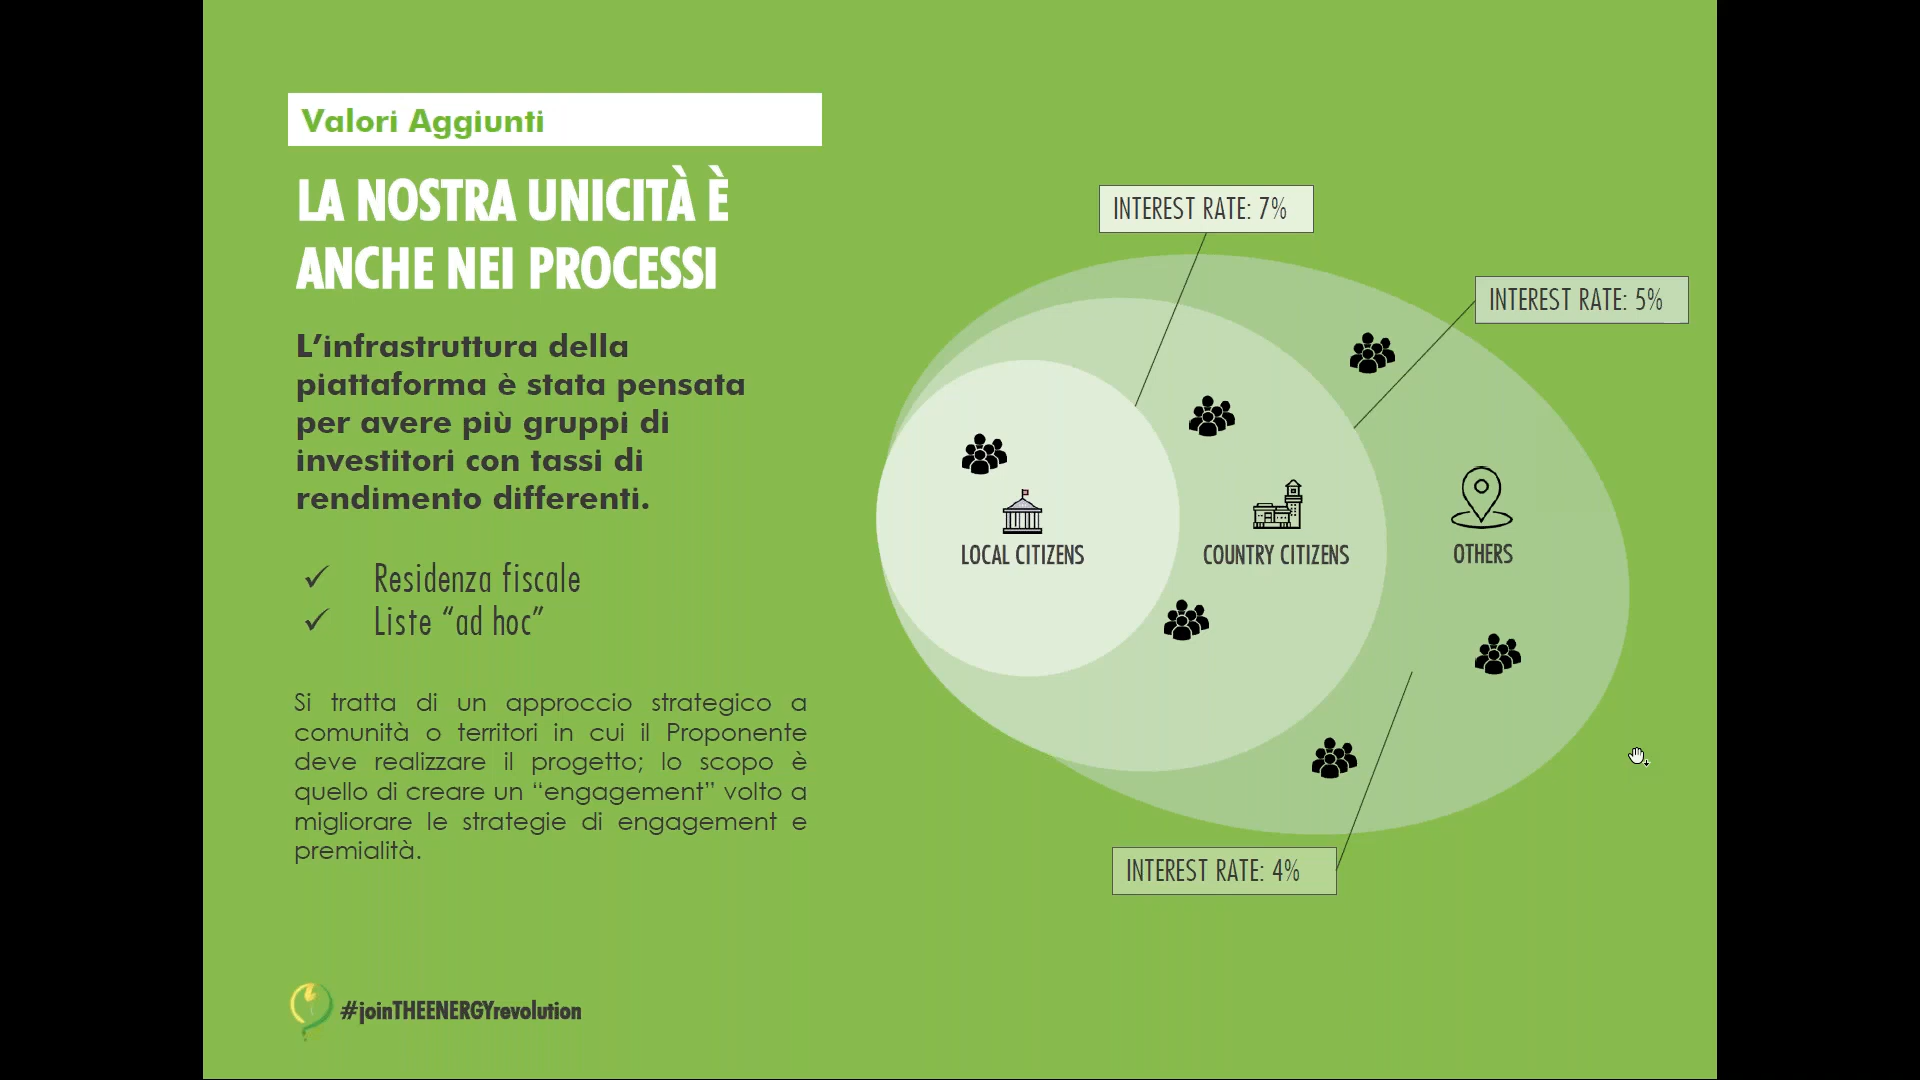 Valori Aggiunti
LA NOSTRA UNICITÀ È
ANCHE NEI PROCESSI
L’infrastruttura della
piattaforma è stata pensata
per avere più gruppi di
investitori con tassi di
rendimento differenti.
✓ Residenza fiscale
✓ Liste “ad hoc”
Si tratta di un approccio strategico a
comunità o territori in cui il Proponente
deve realizzare il progetto; lo scopo è
quello di creare un “engagement” volto a
migliorare le strategie di engagement e
premialità.
#joinTHEENERGYrevolution
INTEREST RATE: 7%
INTEREST RATE: 5%
LOCAL CITIZENS
COUNTRY CITIZENS
OTHERS
INTEREST RATE: 4%